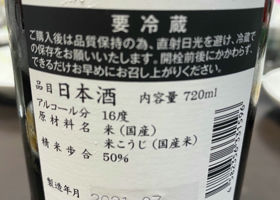 要冷蔵
ご購入後は品質保持の為、直射日光を避け、冷蔵で
の保存をお願いいたします。開栓前後にかかわらず、
できるだけお早めにお召し上がりください。
品目 日本酒 内容量 720ml
アルコール分 16度
原材料名 米(国産)
米こうじ(国産米)
精米歩合 50%
製造年月 2021.07